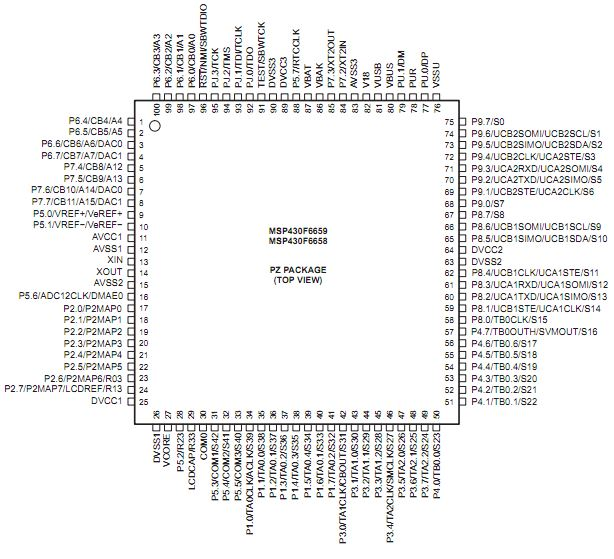 P6.3/CB3/A3
P6.2/CB2/A2
P6.1/CB1/A1
P6.0/CB0/A0
RST/NMI/SBWTDIO
PJ.3/TCK
PJ.2/TMS
PJ.1/TDI/TCLK
PJ.0/TDO
TEST/SBWTCK
DVSS3
DVCC3
P5.7/RTCCLK
VBAT
VBAK
P7.3/XT2OUT
P7.2/XT2IN
AVSS3
V18
VUSB
VBUS
PU.1/DM
PUR
PU.0/DP
VSSU
100
99
98
97
96
95
94
93
92
91
90
89
88
87
86
85
84
83
82
81
80
79
78
77
76
P6.4/CB4/A4 1
P6.5/CB5/A5 2
P6.6/CB6/A6/DAC0 3
P6.7/CB7/A7/DAC1 4
P7.4/CB8/A12 5
P7.5/CB9/A13 6
P7.6/CB10/A14/DAC0 7
P7.7/CB11/A15/DAC1 8
P5.0/VREF+/VeREF+ 9
P5.1/VREF−/VeREF− 10
AVCC1 11
AVSS1 12
XIN 13
XOUT 14
AVSS2 15
P5.6/ADC12CLK/DMAE0 16
P2.0/P2MAP0 17
P2.1/P2MAP1 18
P2.2/P2MAP2 19
P2.3/P2MAP3 20
P2.4/P2MAP4 21
P2.5/P2MAP5 22
P2.6/P2MAP6/R03 23
P2.7/P2MAP7/LCDREF/R13 24
DVCC1 25
MSP430F6659
MSP430F6658
PZ PACKAGE
(TOP VIEW)
75 P9.7/S0
74 P9.6/UCB2SOMI/UCB2SCL/S1
73 P9.5/UCB2SIMO/UCB2SDA/S2
72 P9.4/UCB2CLK/UCA2STE/S3
71 P9.3/UCA2RXD/UCA2SOMI/S4
70 P9.2/UCA2TXD/UCA2SIMO/S5
69 P9.1/UCB2STE/UCA2CLK/S6
68 P9.0/S7
67 P8.7/S8
66 P8.6/UCB1SOMI/UCB1SCL/S9
65 P8.5/UCB1SIMO/UCB1SDA/S10
64 DVCC2
63 DVSS2
62 P8.4/UCB1CLK/UCA1STE/S11
61 P8.3/UCA1RXD/UCA1SOMI/S12
60 P8.2/UCA1TXD/UCA1SIMO/S13
59 P8.1/UCB1STE/UCA1CLK/S14
58 P8.0/TB0CLK/S15
57 P4.7/TB0OUTH/SVMOUT/S16
56 P4.6/TB0.6/S17
55 P4.5/TB0.5/S18
54 P4.4/TB0.4/S19
53 P4.3/TB0.3/S20
52 P4.2/TB0.2/S21
51 P4.1/TB0.1/S22
26
27
28
29
30
31
32
33
34
35
36
37
38
39
40
41
42
43
44
45
46
47
48
49
50
DVSS1
VCORE
P5.2/R23
LCDCAP/R33
COM0
P5.3/COM1/S42
P5.4/COM2/S41
P5.5/COM3/S40
P1.0/TA0CLK/ACLK/S39
P1.1/TA0.0/S38
P1.2/TA0.1/S37
P1.3/TA0.2/S36
P1.4/TA0.3/S35
P1.5/TA0.4/S34
P1.6/TA0.1/S33
P1.7/TA0.2/S32
P3.0/TA1CLK/CBOUT/S31
P3.1/TA1.0/S30
P3.2/TA1.1/S29
P3.3/TA1.2/S28
P3.4/TA2CLK/SMCLK/S27
P3.5/TA2.0/S26
P3.6/TA2.1/S25
P3.7/TA2.2/S24
P4.0/TB0.0/S23